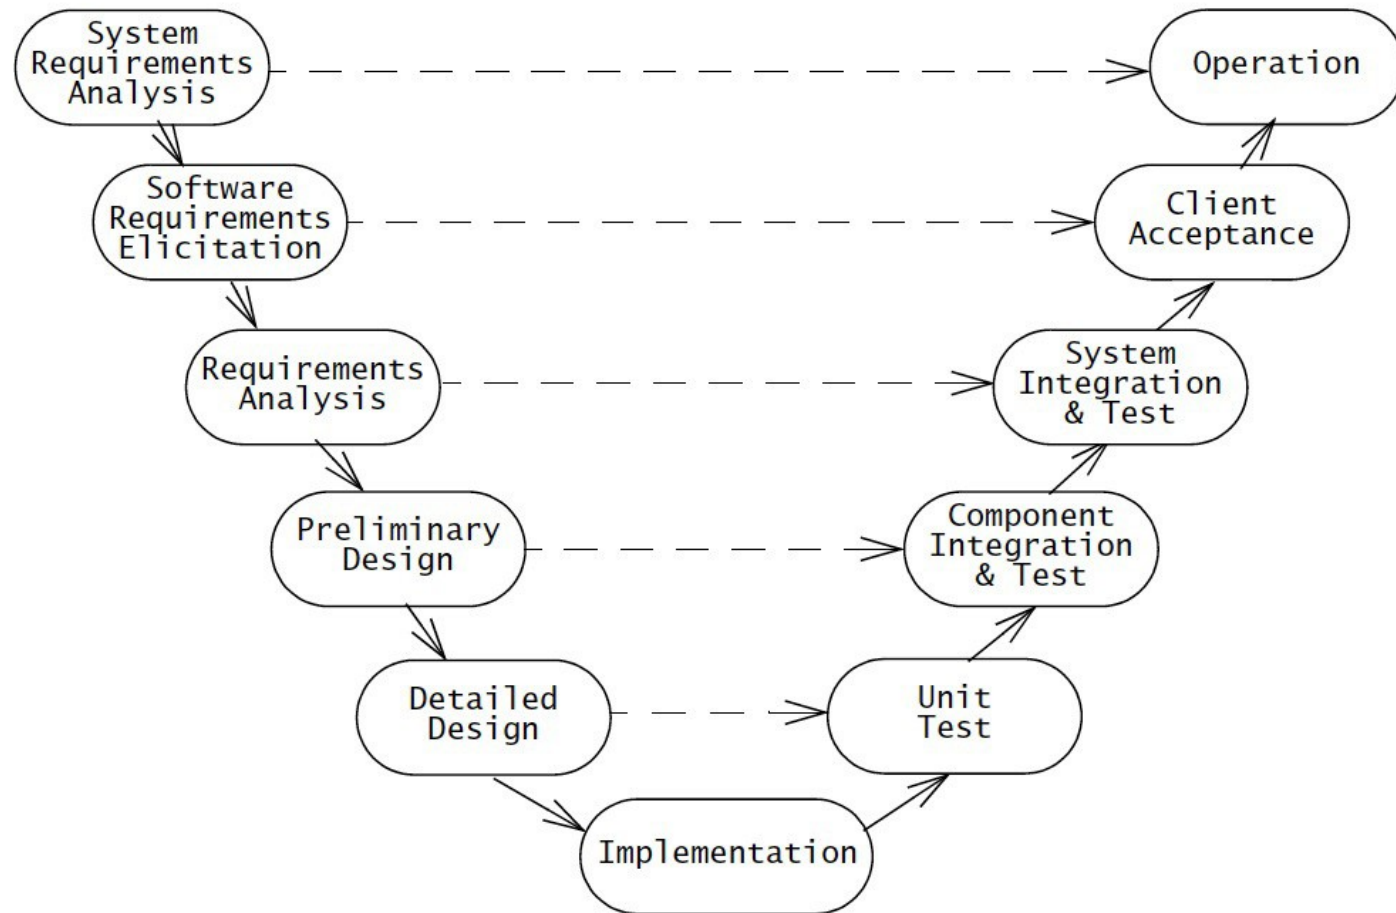 System
Requirements
Analysis
Operation
Software
Requirements
Elicitation
Client
Acceptance
Requirements
Analysis
System
Integration
& Test
Preliminary
Design
Component
Integration
& Test
Detailed
Design
Unit
Test
Implementation